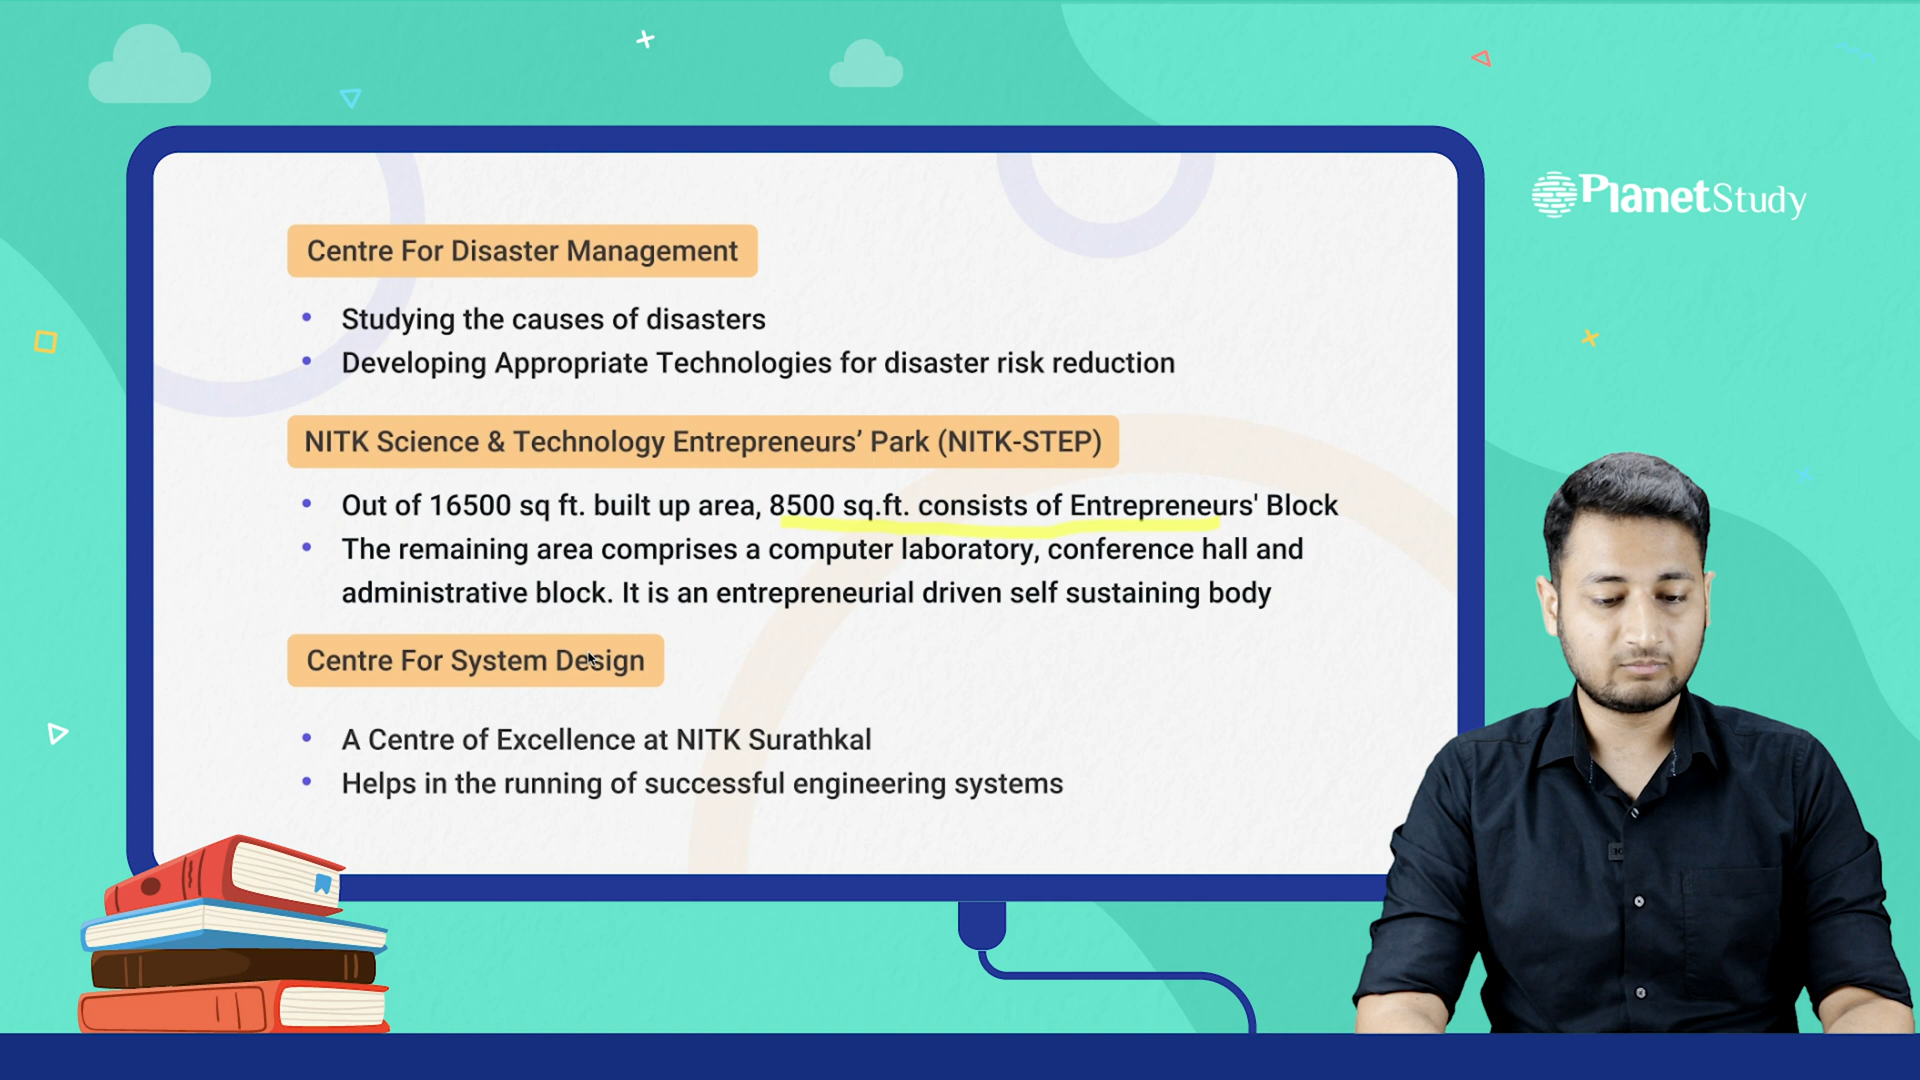 PlanetStudy
Centre For Disaster Management
Studying the causes of disasters
Developing Appropriate Technologies for disaster risk reduction
NITK Science & Technology Entrepreneurs’ Park (NITK-STEP)
Out of 16500 sq ft. built up area, 8500 sq.ft. consists of Entrepreneurs' Block
The remaining area comprises a computer laboratory, conference hall and
administrative block. It is an entrepreneurial driven self sustaining body
Centre For System Design
A Centre of Excellence at NITK Surathkal
Helps in the running of successful engineering systems